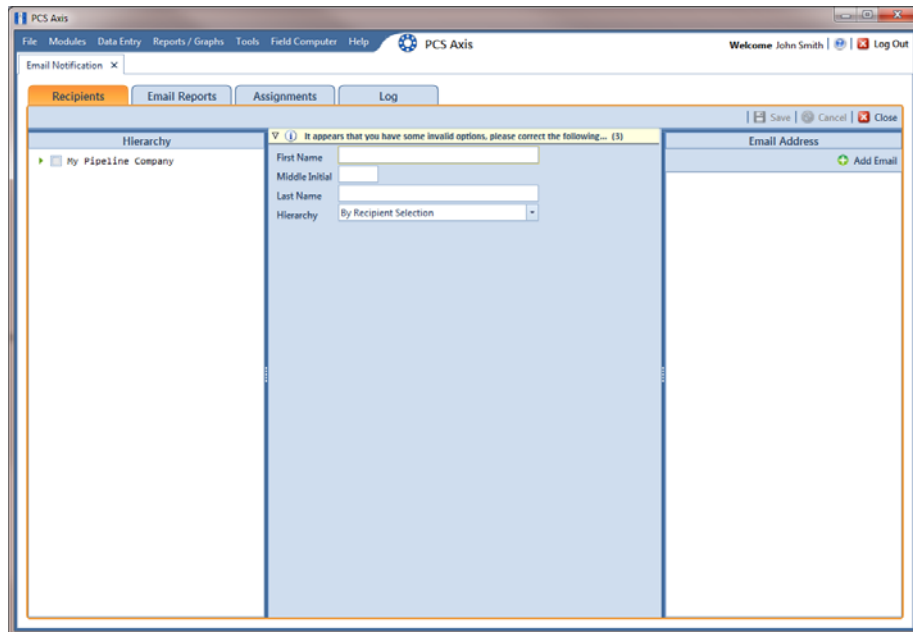 PCS Axis
File Modules Data Entry Reports / Graphs Tools Field Computer Help PCS Axis Welcome John Smith Log Out
Email Notification X
Recipients Email Reports Assignments Log
Save Cancel Close
Hierarchy
My Pipeline Company
It appears that you have some invalid options, please correct the following... (3)
First Name
Middle Initial
Last Name
Hierarchy By Recipient Selection
Email Address
Add Email